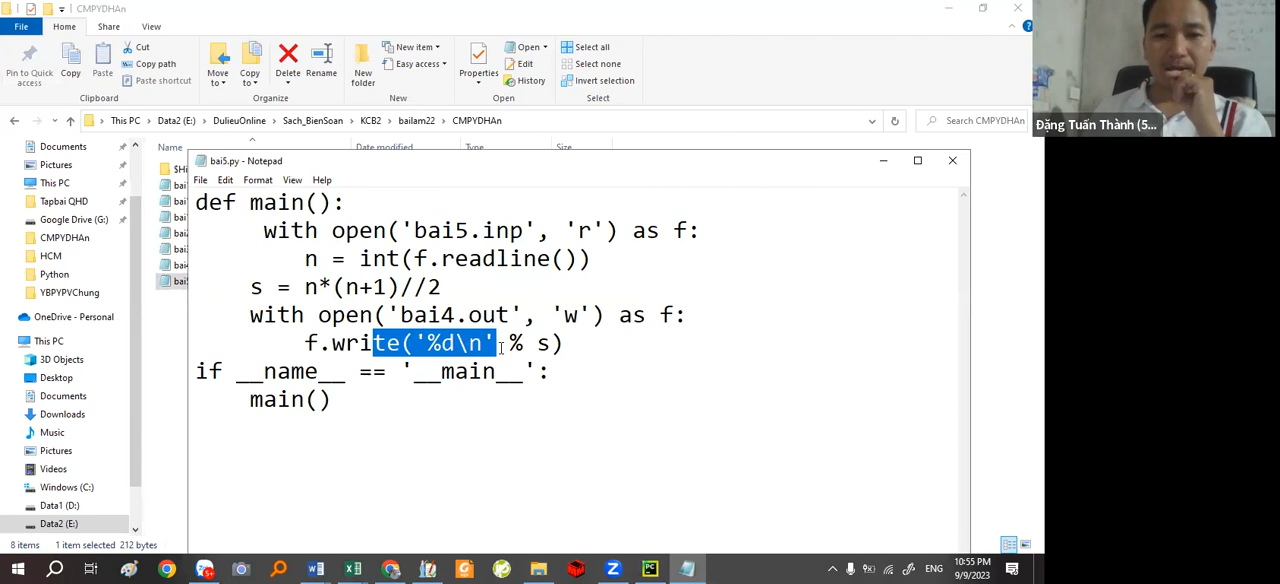 CMPYDHAn
File Home Share View
Pin to Quick access
Copy
Paste
Cut
Copy path
Paste shortcut
Clipboard
Move to
Copy to
Delete
Rename
Organize
New folder
New item
Easy access
New
Properties
Open
Edit
History
Open
Select all
Select none
Invert selection
Select
This PC > Data2 (E:) > DulieuOnline > Sach_BienSoan > KCB2 > bailam22 > CMPYDHAn
Search CMPYDHAn
Đặng Tuấn Thành (5...
Documents
Pictures
This PC
Tapbai QHD
Google Drive (G:)
CMPYDHAn
HCM
Python
YBPYPVChung
OneDrive - Personal
This PC
3D Objects
Desktop
Documents
Downloads
Music
Pictures
Videos
Windows (C:)
Data1 (D:)
Data2 (E:)
Name Date modified Type Size
bai5.py - Notepad
File Edit Format View Help
def main():
with open('bai5.inp', 'r') as f:
n = int(f.readline())
s = n*(n+1)//2
with open('bai4.out', 'w') as f:
f.write('%d\n' % s)
if __name__ == '__main__':
main()
8 items 1 item selected 212 bytes
ENG
10:55 PM
9/9/2023